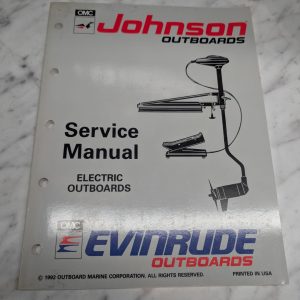 OMC
Johnson
OUTBOARDS
Service
Manual
ELECTRIC
OUTBOARDS
OMC
EVINRUDE
OUTBOARDS
© 1992 OUTBOARD MARINE CORPORATION. ALL RIGHTS RESERVED. PRINTED IN USA